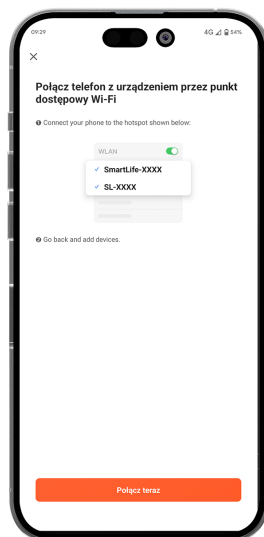 09:29
4G 54%
Połącz telefon z urządzeniem przez punkt
dostępowy Wi-Fi
❶ Connect your phone to the hotspot shown below:
WLAN
SmartLife-XXXX
SL-XXXX
❷ Go back and add devices.
Połącz teraz